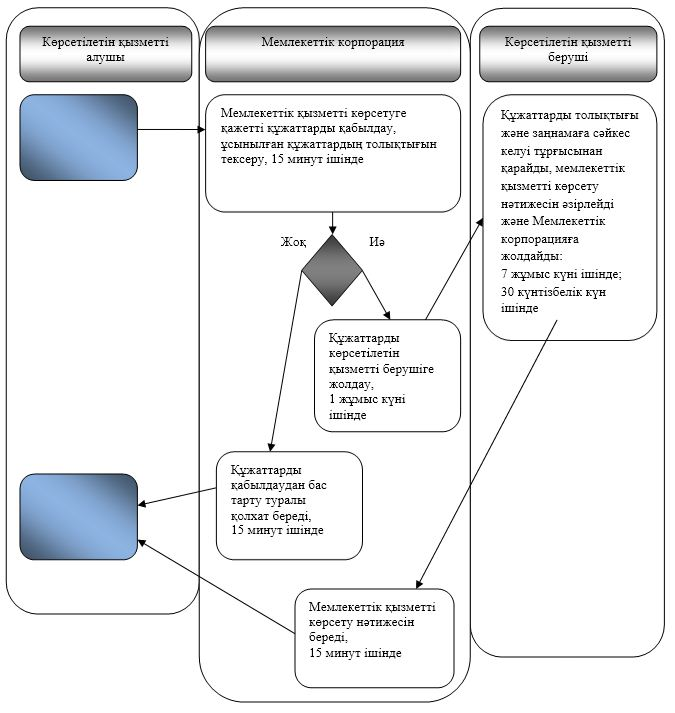 Көрсетілетін қызметті
алушы
Мемлекеттік корпорация
Көрсетілетін қызметті
беруші
Мемлекеттік қызметті көрсетуге
қажетті құжаттарды қабылдау,
ұсынылған құжаттардың толықтығын
тексеру, 15 минут ішінде
Құжаттарды толықтығы
және заңнамаға сәйкес
келуі тұрғысынан
қарайды, мемлекеттік
қызметті көрсету
нәтижесін әзірлейді
және Мемлекеттік
корпорацияға
жолдайды:
7 жұмыс күні ішінде;
30 күнтізбелік күн
ішінде
Жоқ
Иә
Құжаттарды
көрсетілетін
қызметті берушіге
жолдау,
1 жұмыс күні
ішінде
Құжаттарды
қабылдаудан бас
тарту туралы
қолхат береді,
15 минут ішінде
Мемлекеттік қызметті
көрсету нәтижесін
береді,
15 минут ішінде